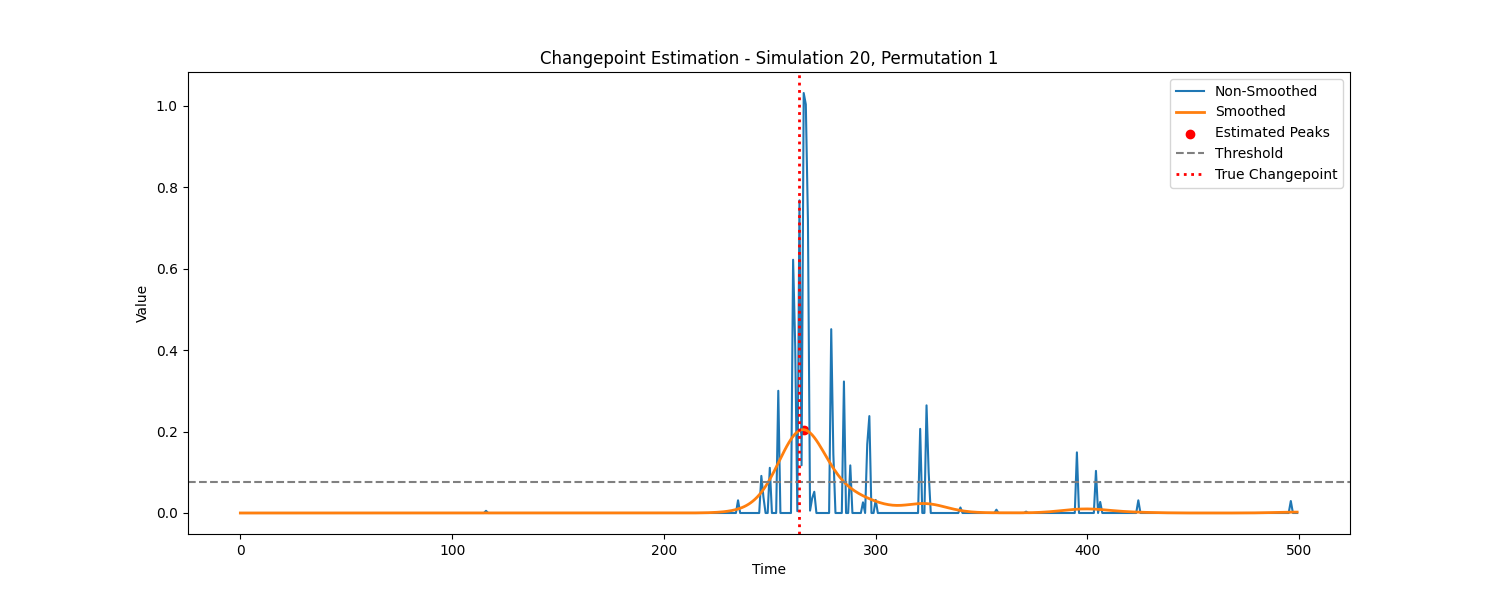 Changepoint Estimation - Simulation 20, Permutation 1
Non-Smoothed
Smoothed
Estimated Peaks
Threshold
True Changepoint
Value
1.0
0.8
0.6
0.4
0.2
0.0
0 100 200 300 400 500
Time